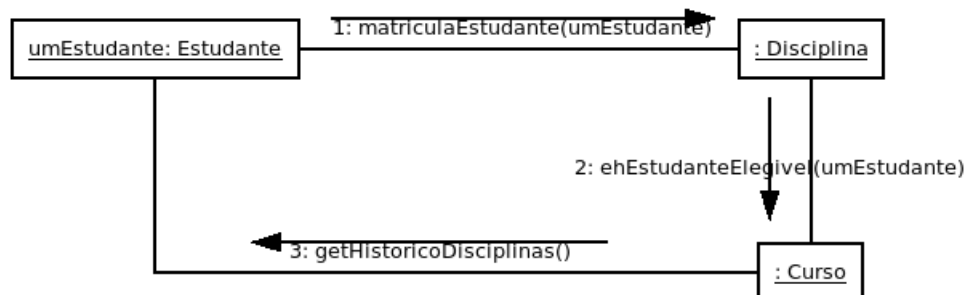 1: matriculaEstudante(umEstudante)
umEstudante: Estudante
: Disciplina
2: ehEstudanteElegivel(umEstudante)
3: getHistoricoDisciplinas()
: Curso